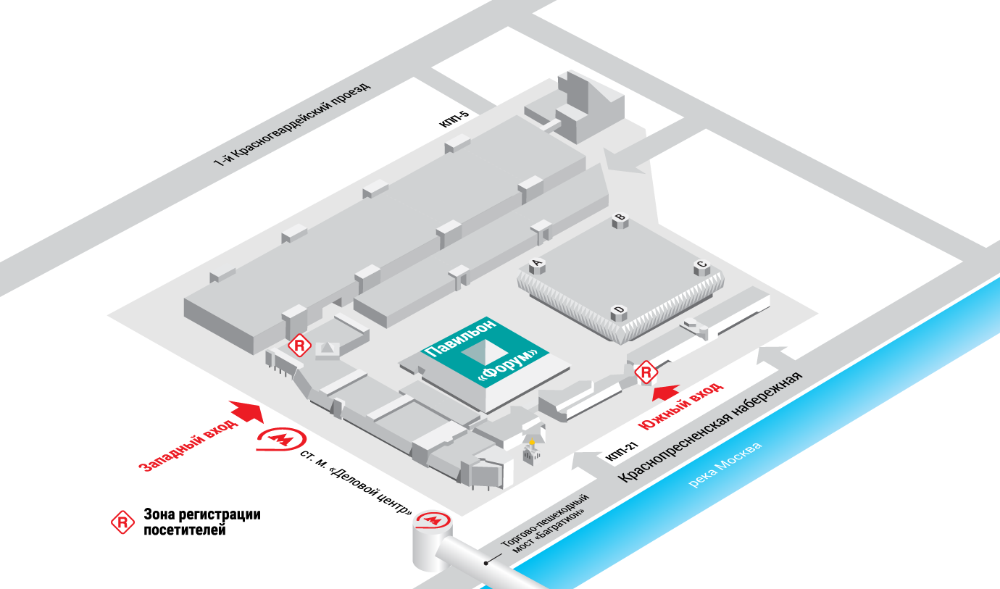 1-й Красногвардейский проезд
КПП-5
B
A
C
D
Павильон
«Форум»
R
R
Южный вход
Западный вход
ст. м. «Деловой центр»
КПП-21
Краснопресненская набережная
река Москва
Торгово-пешеходный
мост «Багратион»
R
Зона регистрации
посетителей